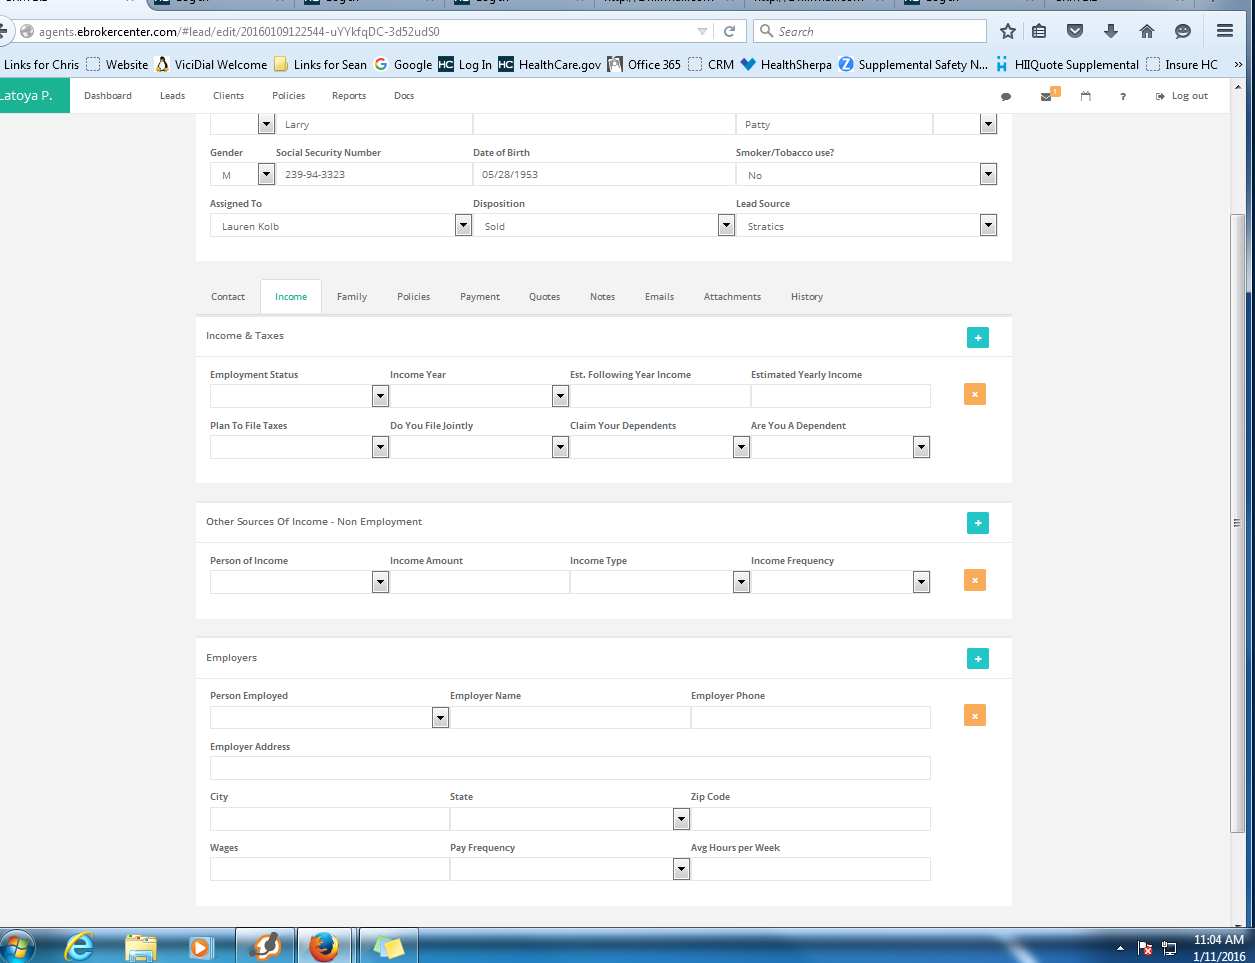 agents.ebrokercenter.com/#lead/edit/20160109122544-uYYkfqDC-3d52udS0 Search
Links for Chris Website ViciDial Welcome Links for Sean Google HC Log In HC HealthCare.gov Office 365 CRM HealthSherpa Supplemental Safety N... HIIQuote Supplemental Insure HC »
Latoya P. Dashboard Leads Clients Policies Reports Docs 1 ? Log out
Larry Patty
Gender Social Security Number Date of Birth Smoker/Tobacco use?
M 239-94-3323 05/28/1953 No
Assigned To Disposition Lead Source
Lauren Kolb Sold Stratics
Contact Income Family Policies Payment Quotes Notes Emails Attachments History
Income & Taxes
Employment Status Income Year Est. Following Year Income Estimated Yearly Income
Plan To File Taxes Do You File Jointly Claim Your Dependents Are You A Dependent
Other Sources Of Income - Non Employment
Person of Income Income Amount Income Type Income Frequency
Employers
Person Employed Employer Name Employer Phone
Employer Address
City State Zip Code
Wages Pay Frequency Avg Hours per Week
11:04 AM
1/11/2016